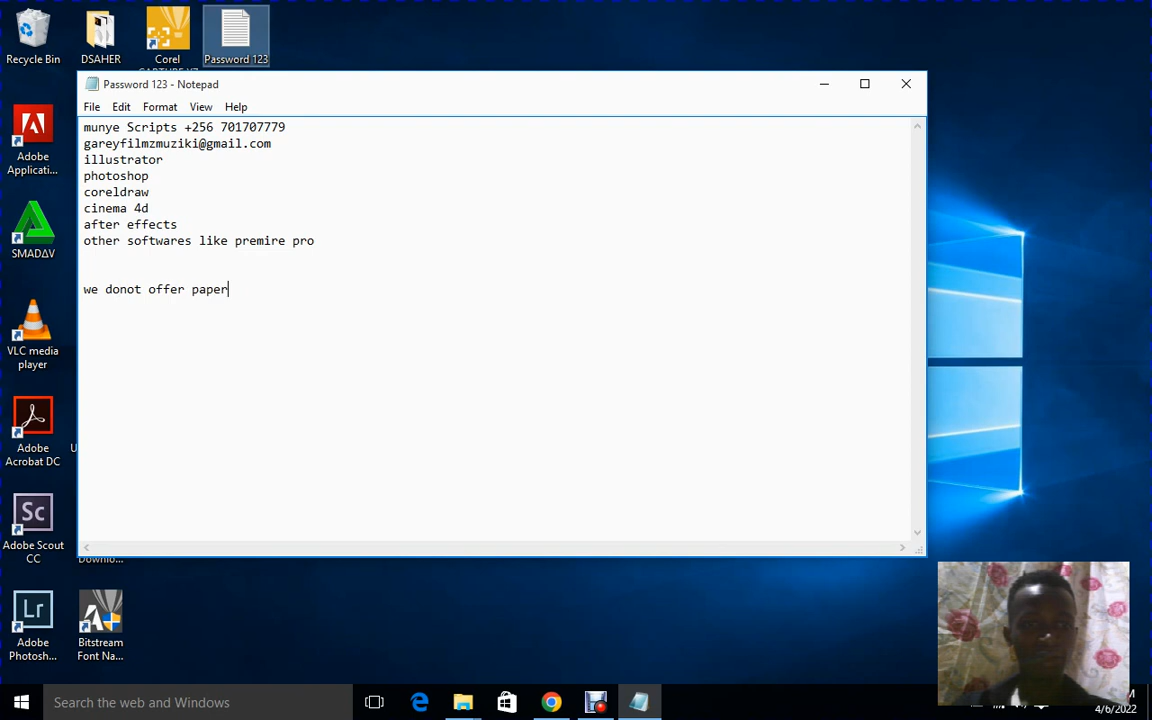 Recycle Bin
DSAHER
Corel
Password 123
Password 123 - Notepad
File Edit Format View Help
munye Scripts +256 701707779
gareyfilmzmuziki@gmail.com
illustrator
photoshop
coreldraw
cinema 4d
after effects
other softwares like premire pro
we donot offer paper
Adobe
Applicati...
SMADΔV
VLC media
player
Adobe
Acrobat DC
U
Sc
Adobe Scout
CC
Downlo...
Lr
Adobe
Photosh...
Bitstream
Font Na...
Search the web and Windows
M
4/6/2022